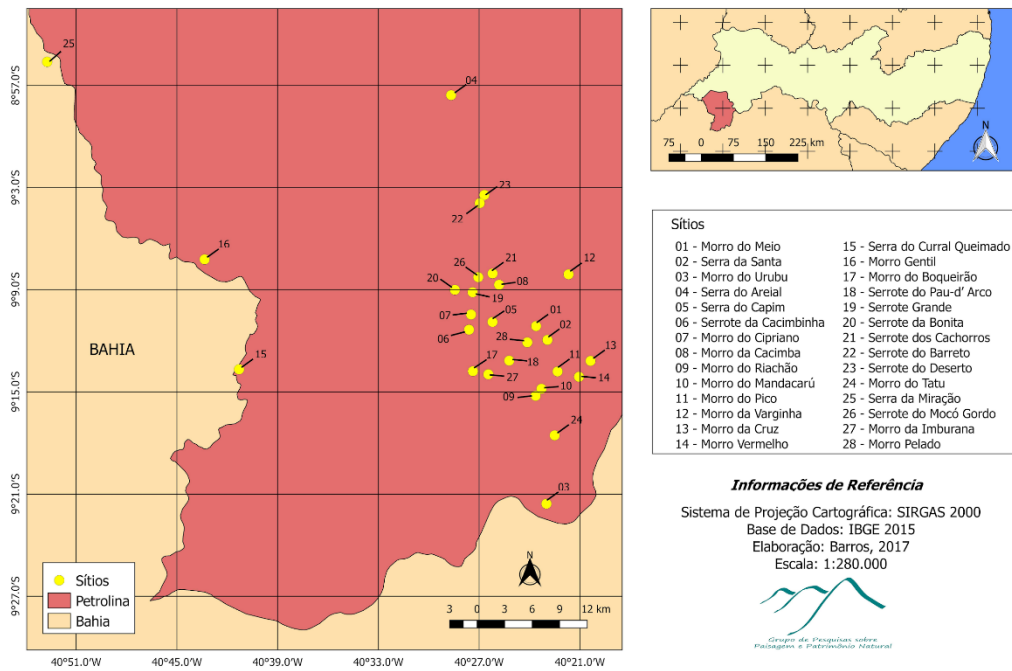 25
04
8°57,0'S
23
9°3,0'S
22
16
26
21
12
08
20
9°9,0'S
19
07
05
01
06
28
02
BAHIA
15
17
18
11
13
27
10
14
9°15,0'S
09
24
03
9°21,0'S
N
Sítios
Petrolina
Bahia
9°27,0'S
3 0 3 6 9 12 km
40°51,0'W 40°45,0'W 40°39,0'W 40°33,0'W 40°27,0'W 40°21,0'W
N
75 0 75 150 225 km
Sítios
01 - Morro do Meio
02 - Serra da Santa
03 - Morro do Urubu
04 - Serra do Areial
05 - Serra do Capim
06 - Serrote da Cacimbinha
07 - Morro do Cipriano
08 - Morro da Cacimba
09 - Morro do Riachão
10 - Morro do Mandacarú
11 - Morro do Pico
12 - Morro da Varginha
13 - Morro da Cruz
14 - Morro Vermelho
15 - Serra do Curral Queimado
16 - Morro Gentil
17 - Morro do Boqueirão
18 - Serrote do Pau-d' Arco
19 - Serrote Grande
20 - Serrote da Bonita
21 - Serrote dos Cachorros
22 - Serrote do Barreto
23 - Serrote do Deserto
24 - Morro do Tatu
25 - Serra da Miração
26 - Serrote do Mocó Gordo
27 - Morro da Imburana
28 - Morro Pelado
Informações de Referência
Sistema de Projeção Cartográfica: SIRGAS 2000
Base de Dados: IBGE 2015
Elaboração: Barros, 2017
Escala: 1:280.000
Grupo de Pesquisas sobre
Paisagem e Patrimônio Natural